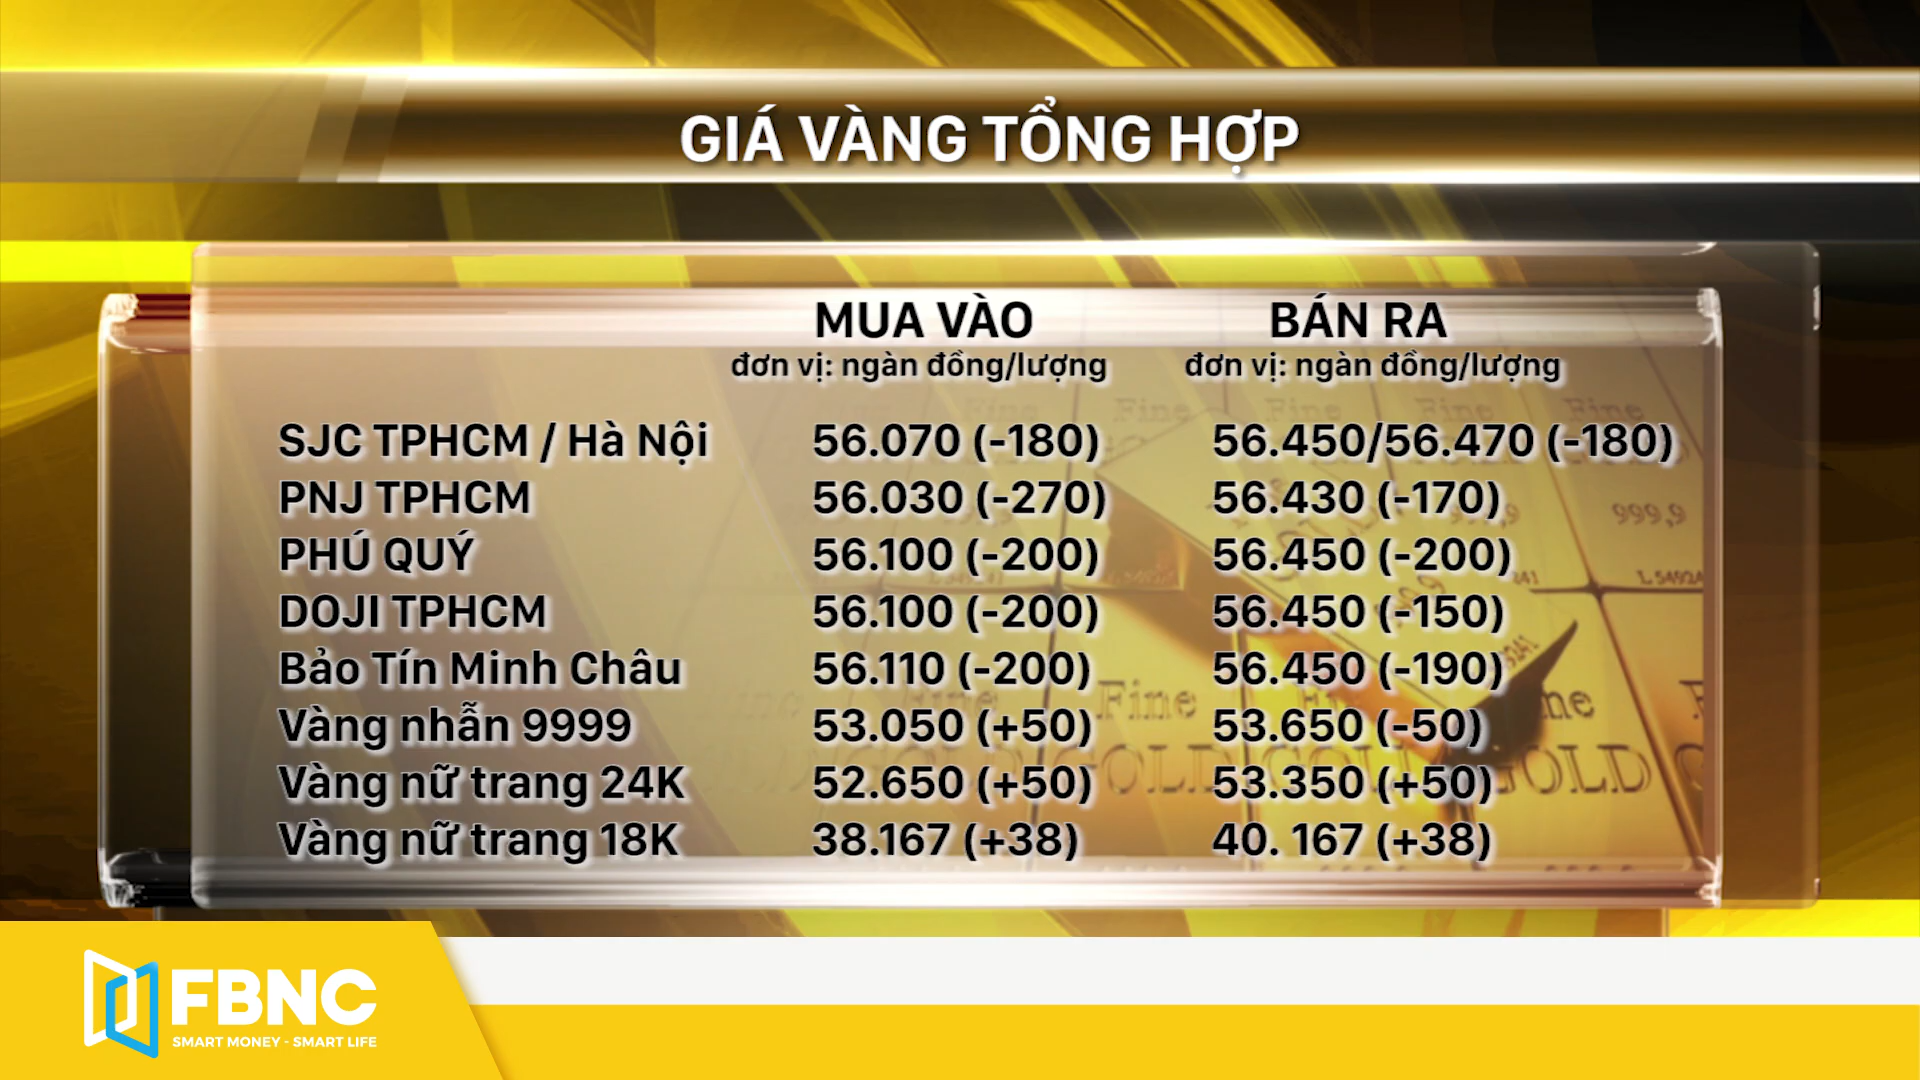 GIÁ VÀNG TỔNG HỢP
MUA VÀO BÁN RA
đơn vị: ngàn đồng/lượng đơn vị: ngàn đồng/lượng
SJC TPHCM / Hà Nội 56.070 (-180) 56.450/56.470 (-180)
PNJ TPHCM 56.030 (-270) 56.430 (-170)
PHÚ QUÝ 56.100 (-200) 56.450 (-200)
DOJI TPHCM 56.100 (-200) 56.450 (-150)
Bảo Tín Minh Châu 56.110 (-200) 56.450 (-190)
Vàng nhẫn 9999 53.050 (+50) 53.650 (-50)
Vàng nữ trang 24K 52.650 (+50) 53.350 (+50)
Vàng nữ trang 18K 38.167 (+38) 40. 167 (+38)
FBNC
SMART MONEY - SMART LIFE